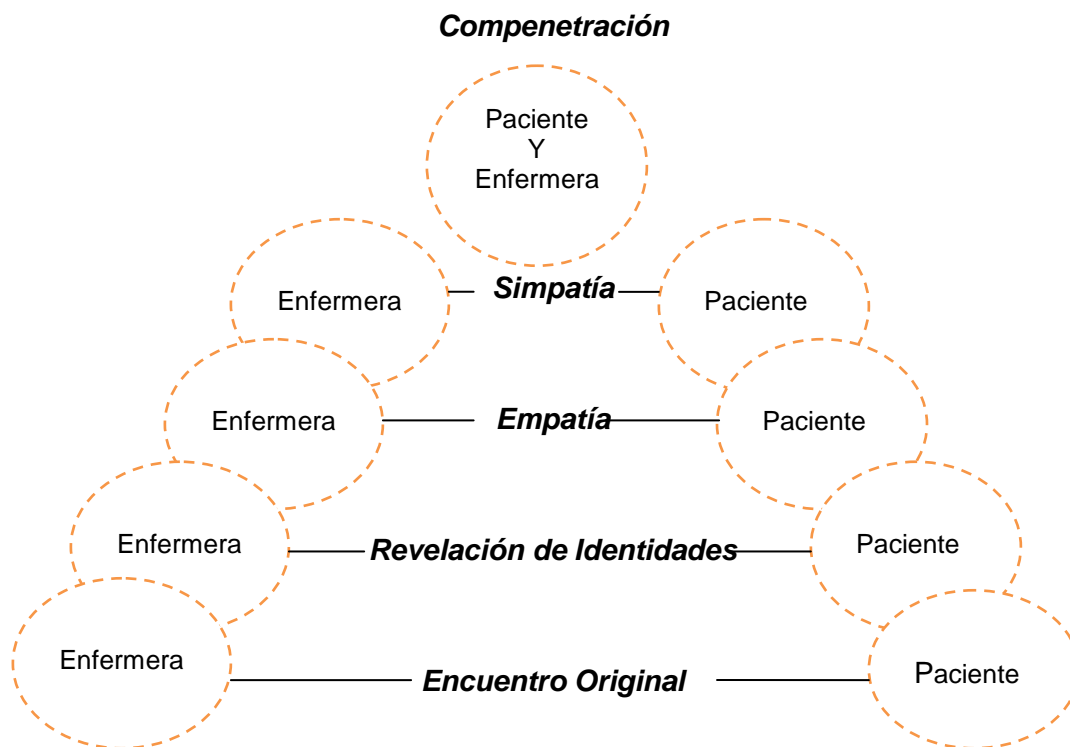 Compenetración
Paciente
Y
Enfermera
Enfermera Simpatía Paciente
Enfermera Empatía Paciente
Enfermera Revelación de Identidades Paciente
Enfermera Encuentro Original Paciente